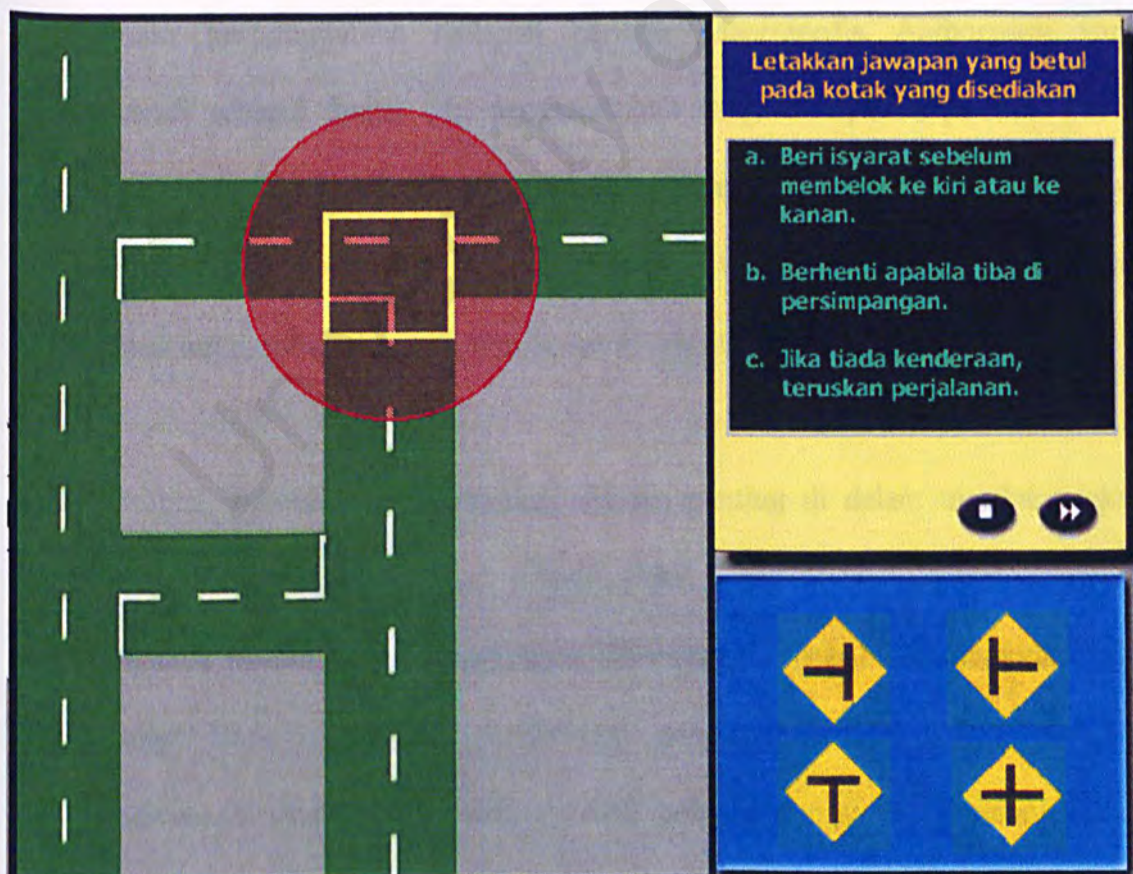 Letakkan jawapan yang betul
pada kotak yang disediakan
a. Beri isyarat sebelum
membelok ke kiri atau ke
kanan.
b. Berhenti apabila tiba di
persimpangan.
c. Jika tiada kenderaan,
teruskan perjalanan.